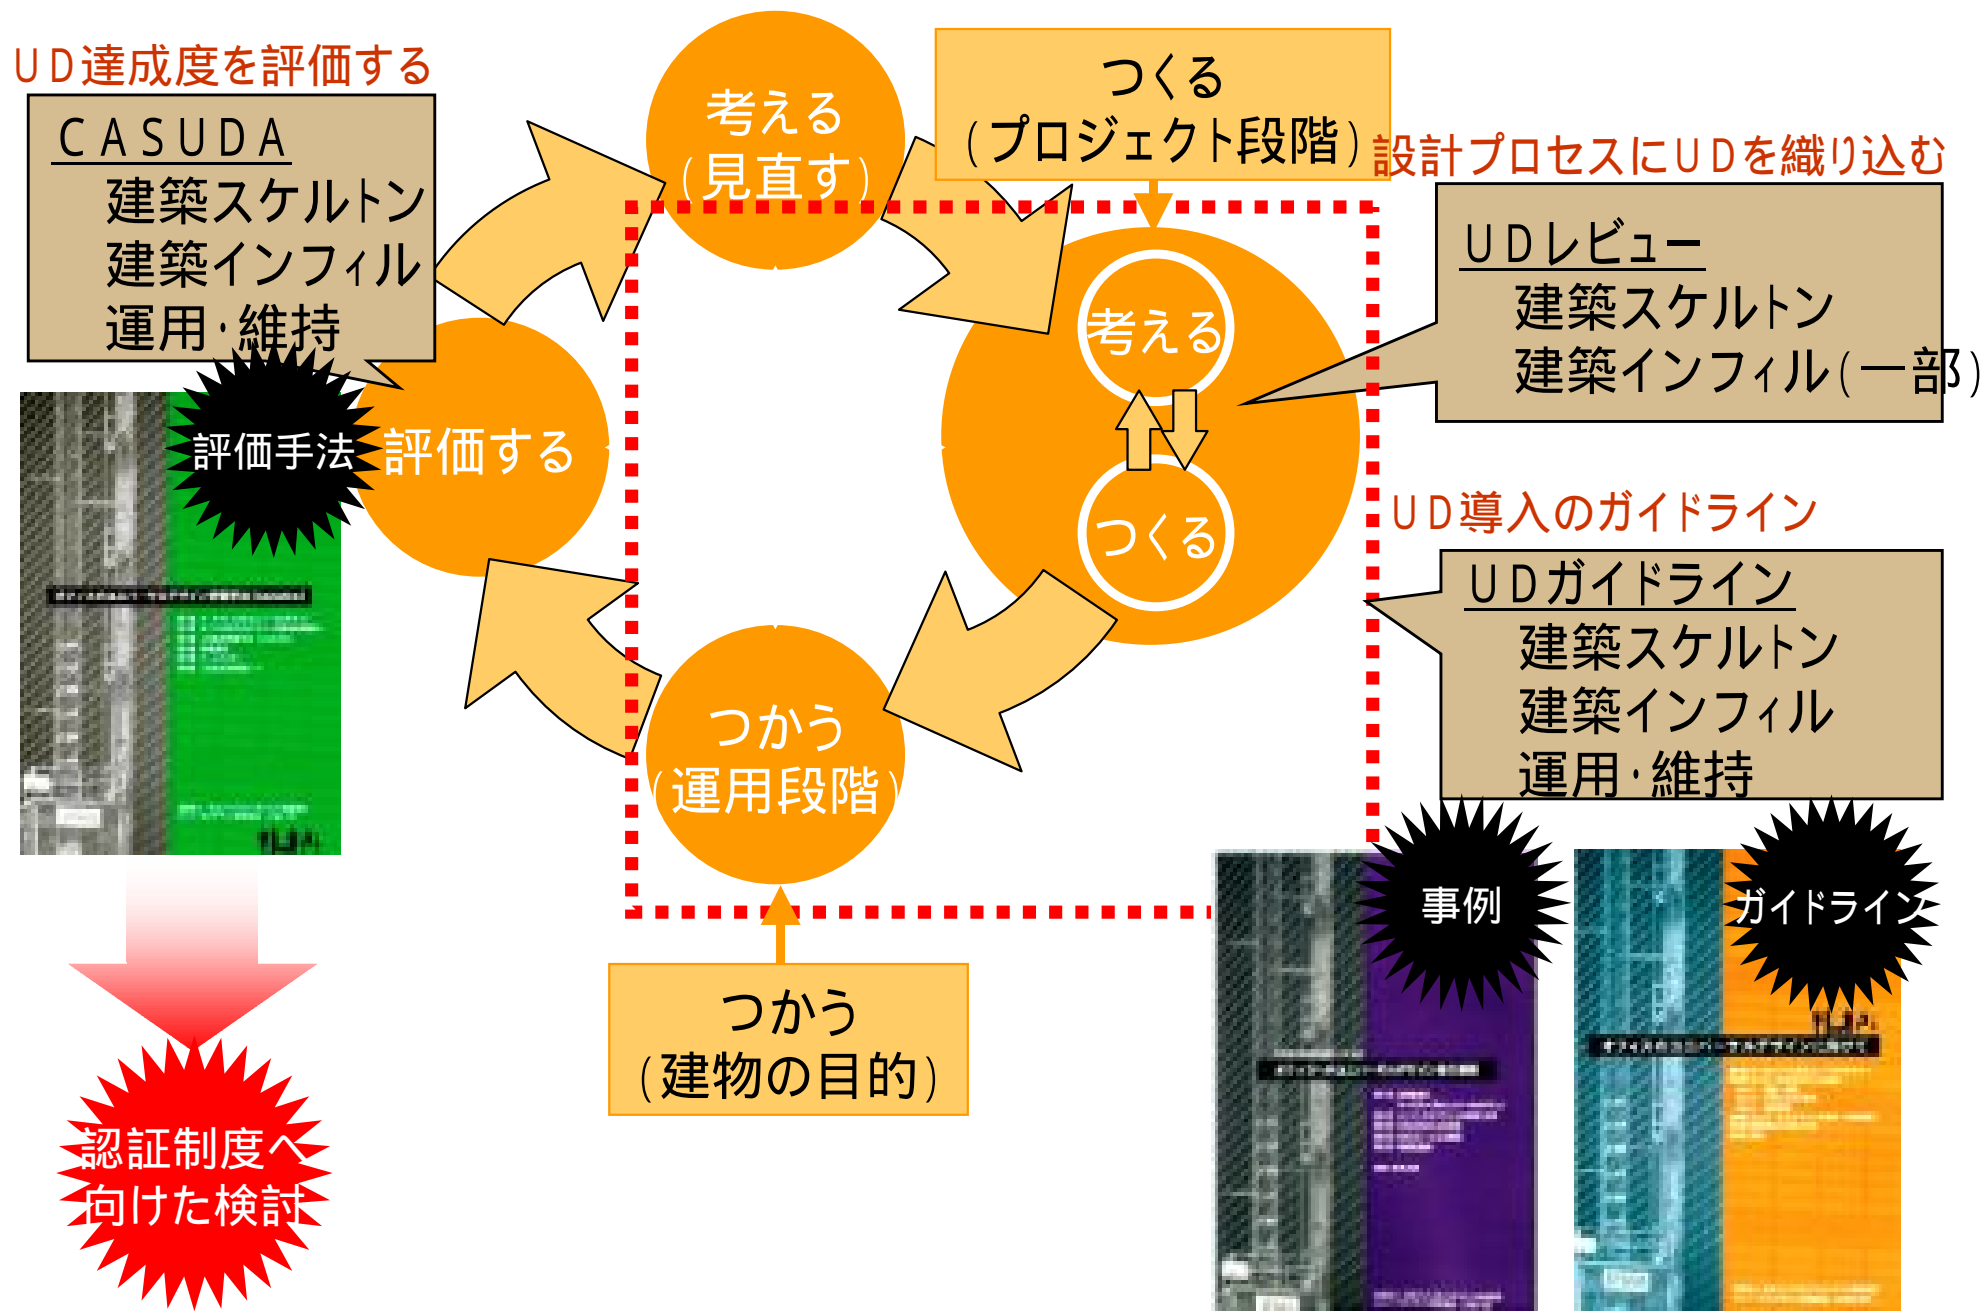 UD達成度を評価する
CASUDA
建築スケルトン
建築インフィル
運用・維持
評価手法
考える
(見直す)
つくる
(プロジェクト段階)
設計プロセスにUDを織り込む
UDレビュー
建築スケルトン
建築インフィル(一部)
考える
つくる
評価する
UD導入のガイドライン
UDガイドライン
建築スケルトン
建築インフィル
運用・維持
つかう
(運用段階)
つかう
(建物の目的)
事例
ガイドライン
認証制度へ
向けた検討